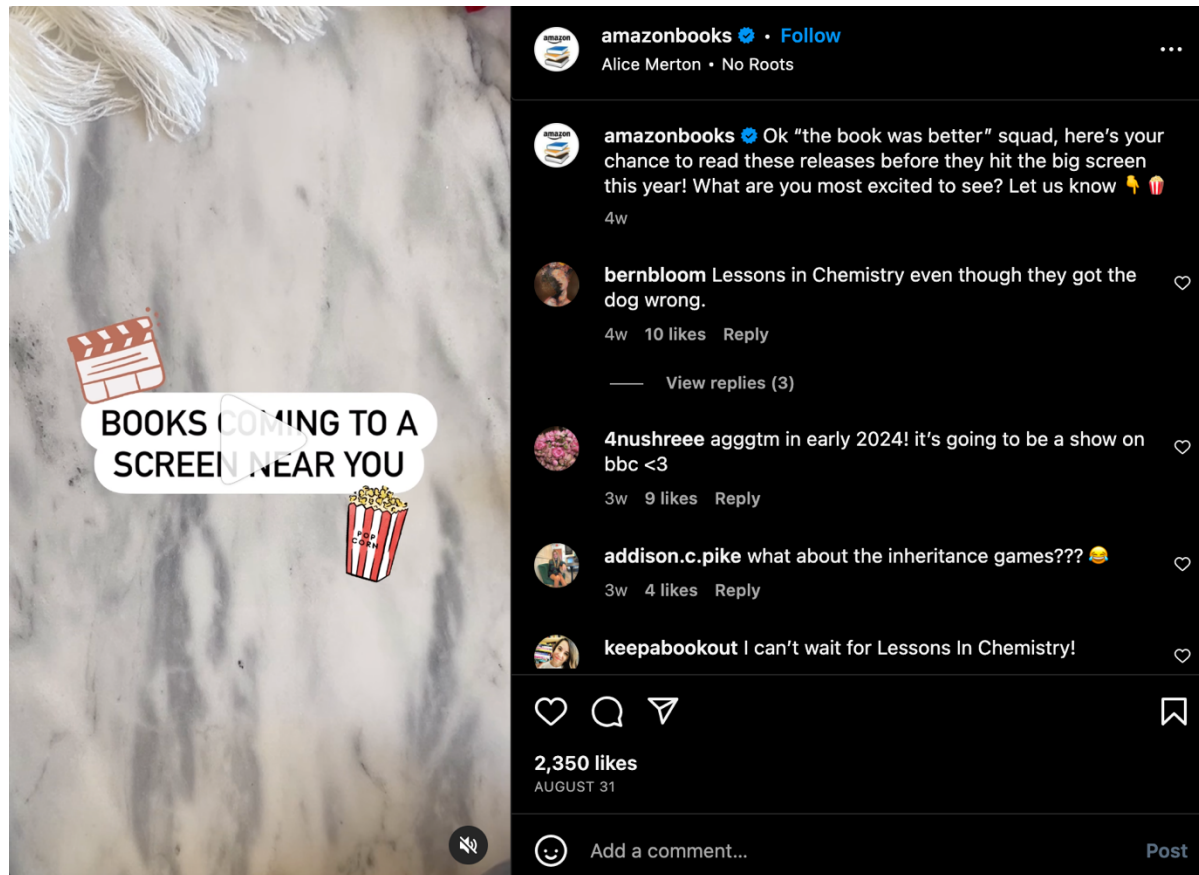 BOOKS COMING TO A
SCREEN NEAR YOU
POP
CORN
amazon
amazonbooks • Follow
Alice Merton • No Roots
amazon
amazonbooks Ok “the book was better” squad, here’s your
chance to read these releases before they hit the big screen
this year! What are you most excited to see? Let us know 👇 🍿
4w
bernbloom Lessons in Chemistry even though they got the
dog wrong.
4w 10 likes Reply
View replies (3)
4nushreee agggtm in early 2024! it’s going to be a show on
bbc <3
3w 9 likes Reply
addison.c.pike what about the inheritance games??? 😂
3w 4 likes Reply
keepabookout I can’t wait for Lessons In Chemistry!
2,350 likes
AUGUST 31
Add a comment...
Post